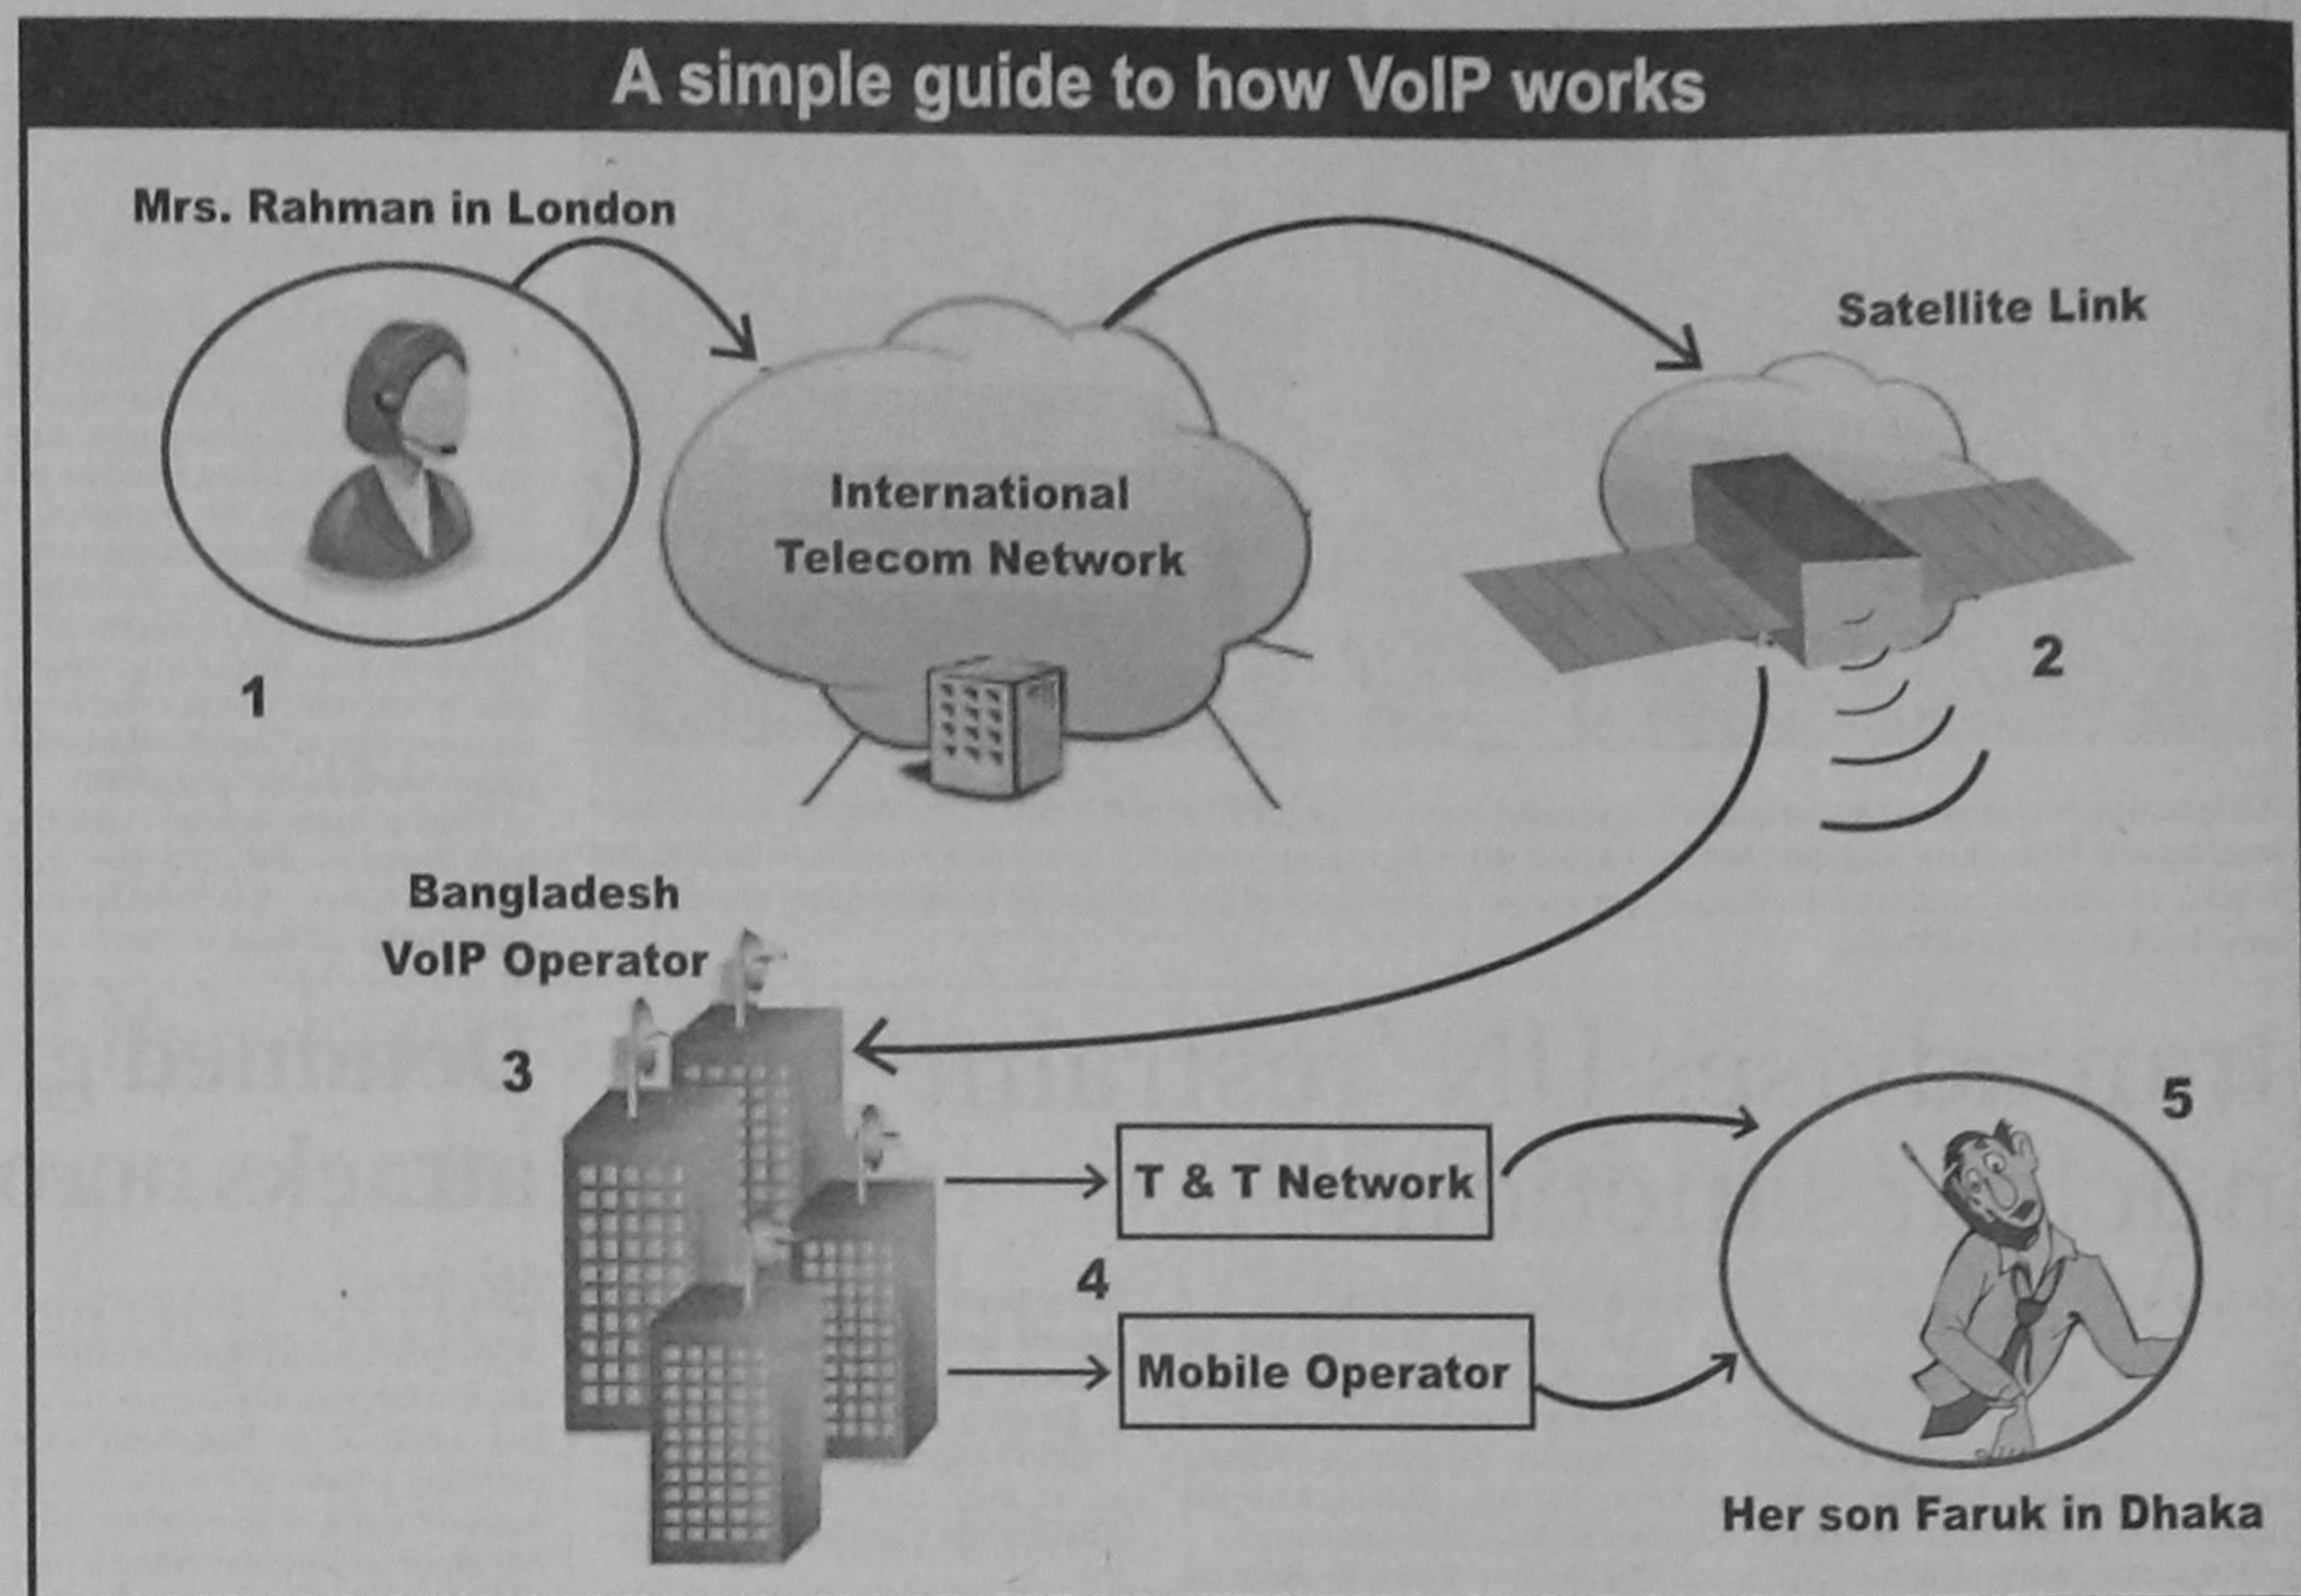 A simple guide to how VoIP works
Mrs. Rahman in London
Satellite Link
International
Telecom Network
1
2
Bangladesh
VoIP Operator
3
T & T Network
5
4
Mobile Operator
Her son Faruk in Dhaka